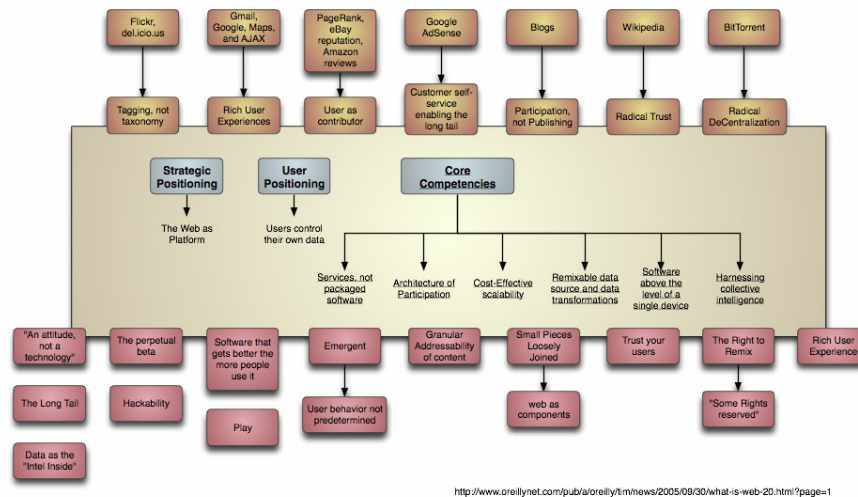 Flickr,
del.icio.us
Gmail,
Google, Maps,
and AJAX
PageRank,
eBay
reputation,
Amazon
reviews
Google
AdSense
Blogs
Wikipedia
BitTorrent
Tagging, not
taxonomy
Rich User
Experiences
User as
contributor
Customer self-
service
enabling the
long tail
Participation,
not Publishing
Radical Trust
Radical
DeCentralization
Strategic
Positioning
User
Positioning
Core
Competencies
The Web as
Platform
Users control
their own data
Services, not
packaged
software
Architecture of
Participation
Cost-Effective
scalability
Remixable data
source and data
transformations
Software
above the
level of a
single device
Harnessing
collective
intelligence
"An attitude,
not a
technology"
The perpetual
beta
Software that
gets better the
more people
use it
Emergent
Granular
Addressability
of content
Small Pieces
Loosely
Joined
Trust your
users
The Right to
Remix
Rich User
Experience
The Long Tail
Hackability
Play
User behavior not
predetermined
web as
components
"Some Rights
reserved"
Data as the
"Intel Inside"
http://www.oreillynet.com/pub/a/oreilly/tim/news/2005/09/30/what-is-web-20.html?page=1